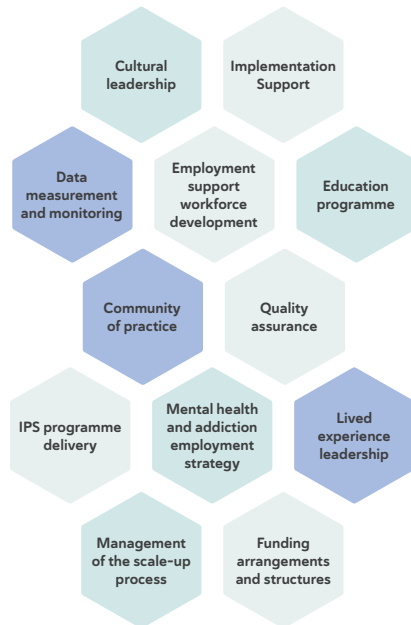 Cultural
leadership
Implementation
Support
Data
measurement
and monitoring
Employment
support
workforce
development
Education
programme
Community
of practice
Quality
assurance
IPS programme
delivery
Mental health
and addiction
employment
strategy
Lived
experience
leadership
Management
of the scale-up
process
Funding
arrangements
and structures